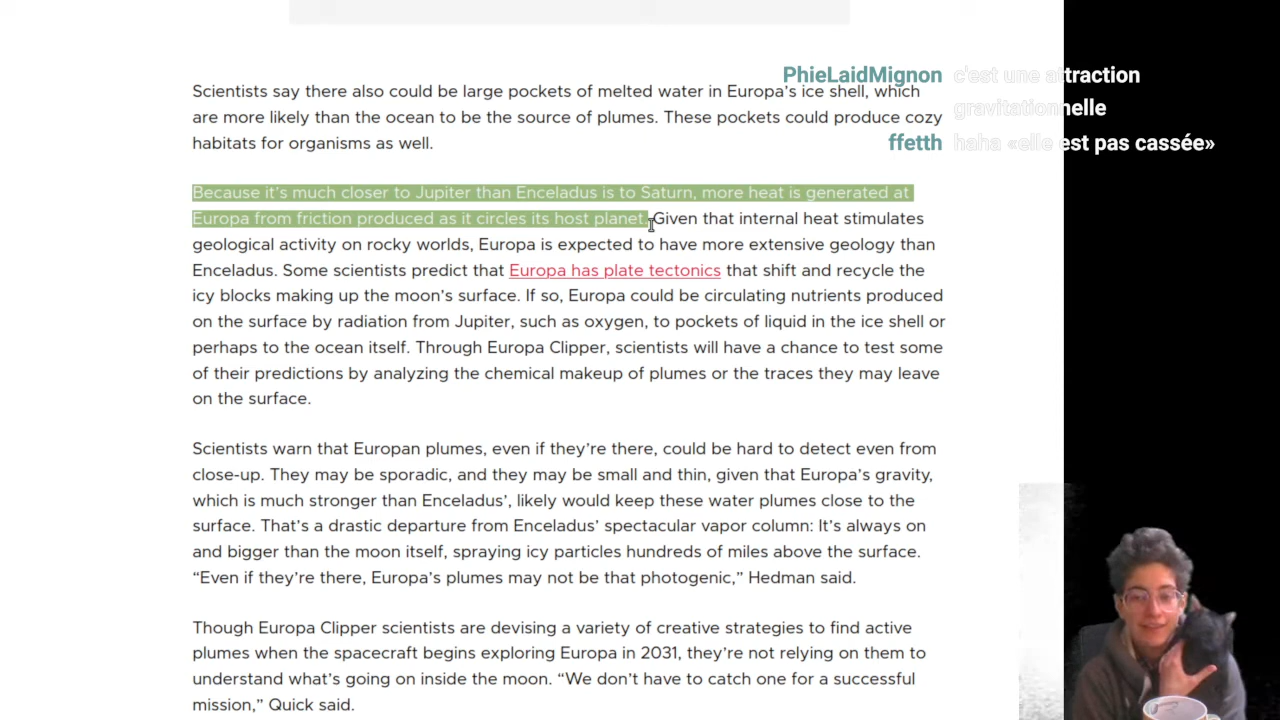 PhieLaidMignon c'est une attraction
gravitationnelle
ffetth haha «elle est pas cassée»
Scientists say there also could be large pockets of melted water in Europa's ice shell, which
are more likely than the ocean to be the source of plumes. These pockets could produce cozy
habitats for organisms as well.
Because it's much closer to Jupiter than Enceladus is to Saturn, more heat is generated at
Europa from friction produced as it circles its host planet. Given that internal heat stimulates
geological activity on rocky worlds, Europa is expected to have more extensive geology than
Enceladus. Some scientists predict that Europa has plate tectonics that shift and recycle the
icy blocks making up the moon's surface. If so, Europa could be circulating nutrients produced
on the surface by radiation from Jupiter, such as oxygen, to pockets of liquid in the ice shell or
perhaps to the ocean itself. Through Europa Clipper, scientists will have a chance to test some
of their predictions by analyzing the chemical makeup of plumes or the traces they may leave
on the surface.
Scientists warn that Europan plumes, even if they're there, could be hard to detect even from
close-up. They may be sporadic, and they may be small and thin, given that Europa's gravity,
which is much stronger than Enceladus', likely would keep these water plumes close to the
surface. That's a drastic departure from Enceladus' spectacular vapor column: It's always on
and bigger than the moon itself, spraying icy particles hundreds of miles above the surface.
“Even if they're there, Europa's plumes may not be that photogenic,” Hedman said.
Though Europa Clipper scientists are devising a variety of creative strategies to find active
plumes when the spacecraft begins exploring Europa in 2031, they're not relying on them to
understand what's going on inside the moon. “We don't have to catch one for a successful
mission,” Quick said.